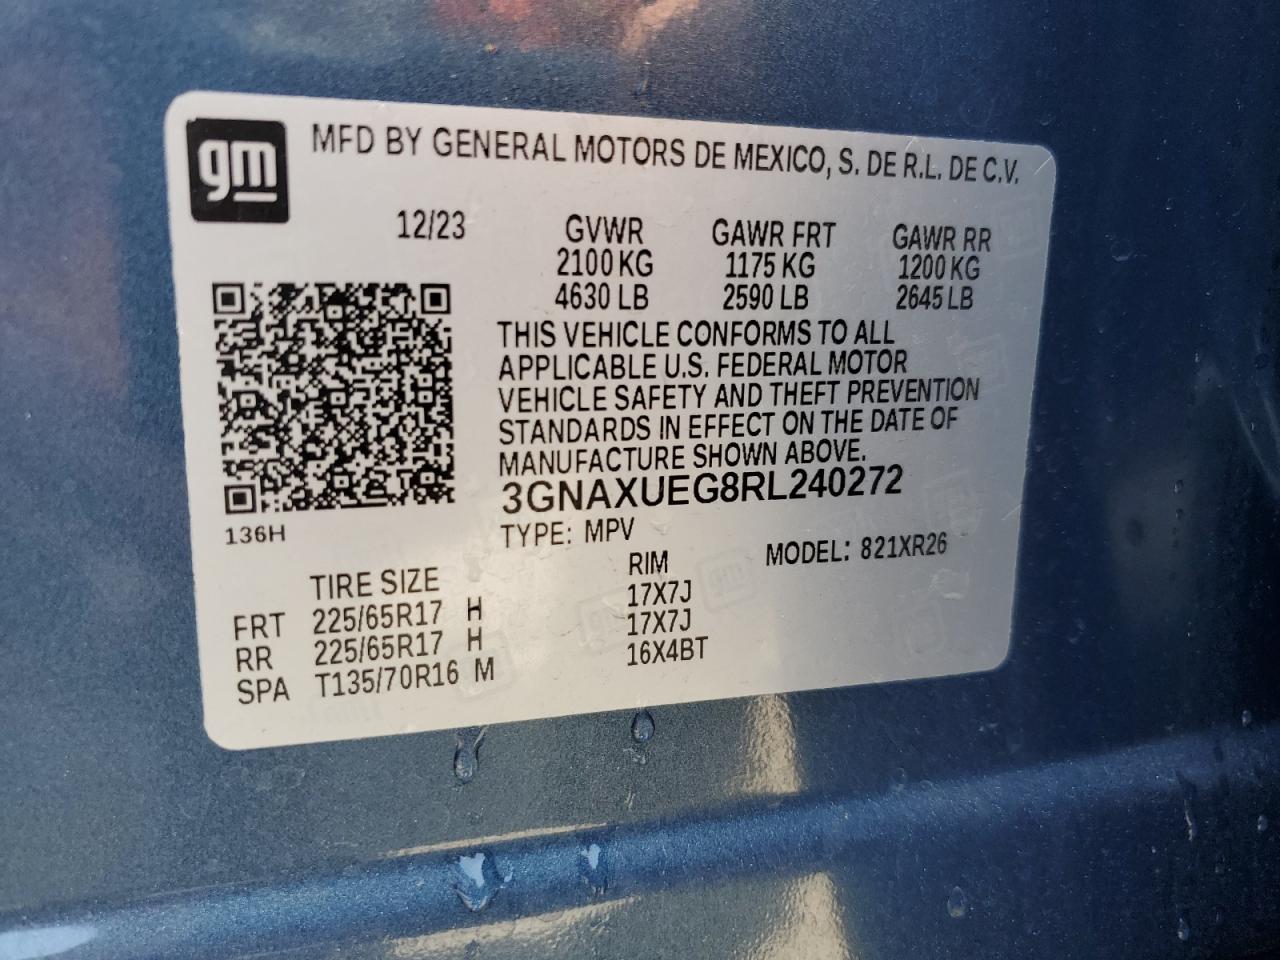 gm
MFD BY GENERAL MOTORS DE MEXICO, S. DE R.L. DE C.V.
12/23 GVWR GAWR FRT GAWR RR
2100 KG 1175 KG 1200 KG
4630 LB 2590 LB 2645 LB
THIS VEHICLE CONFORMS TO ALL
APPLICABLE U.S. FEDERAL MOTOR
VEHICLE SAFETY AND THEFT PREVENTION
STANDARDS IN EFFECT ON THE DATE OF
MANUFACTURE SHOWN ABOVE.
3GNAXUEG8RL240272
136H
TYPE: MPV MODEL: 821XR26
TIRE SIZE RIM
FRT 225/65R17 H 17X7J
RR 225/65R17 H 17X7J
SPA T135/70R16 M 16X4BT